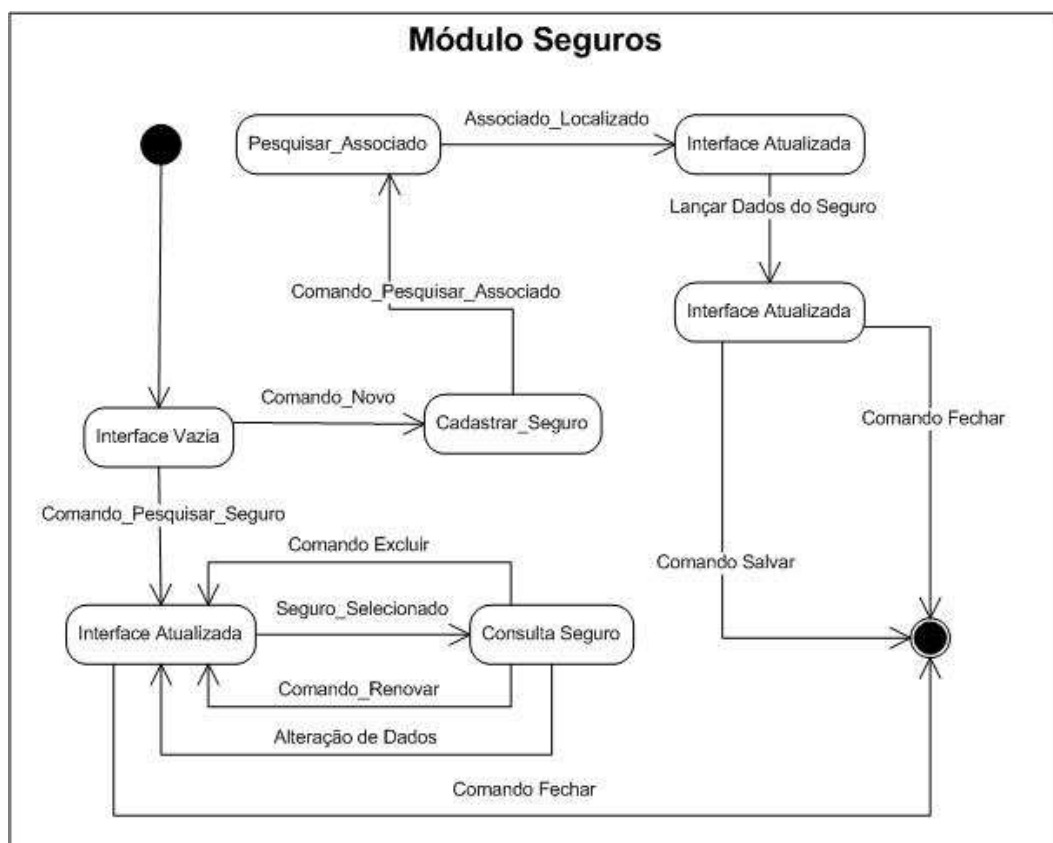 Módulo Seguros
Associado_Localizado
Pesquisar_Associado
Interface Atualizada
Lançar Dados do Seguro
Comando_Pesquisar_Associado
Interface Atualizada
Comando_Novo
Interface Vazia
Cadastrar_Seguro
Comando Fechar
Comando_Pesquisar_Seguro
Comando Excluir
Comando Salvar
Seguro_Selecionado
Interface Atualizada
Consulta Seguro
Comando_Renovar
Alteração de Dados
Comando Fechar